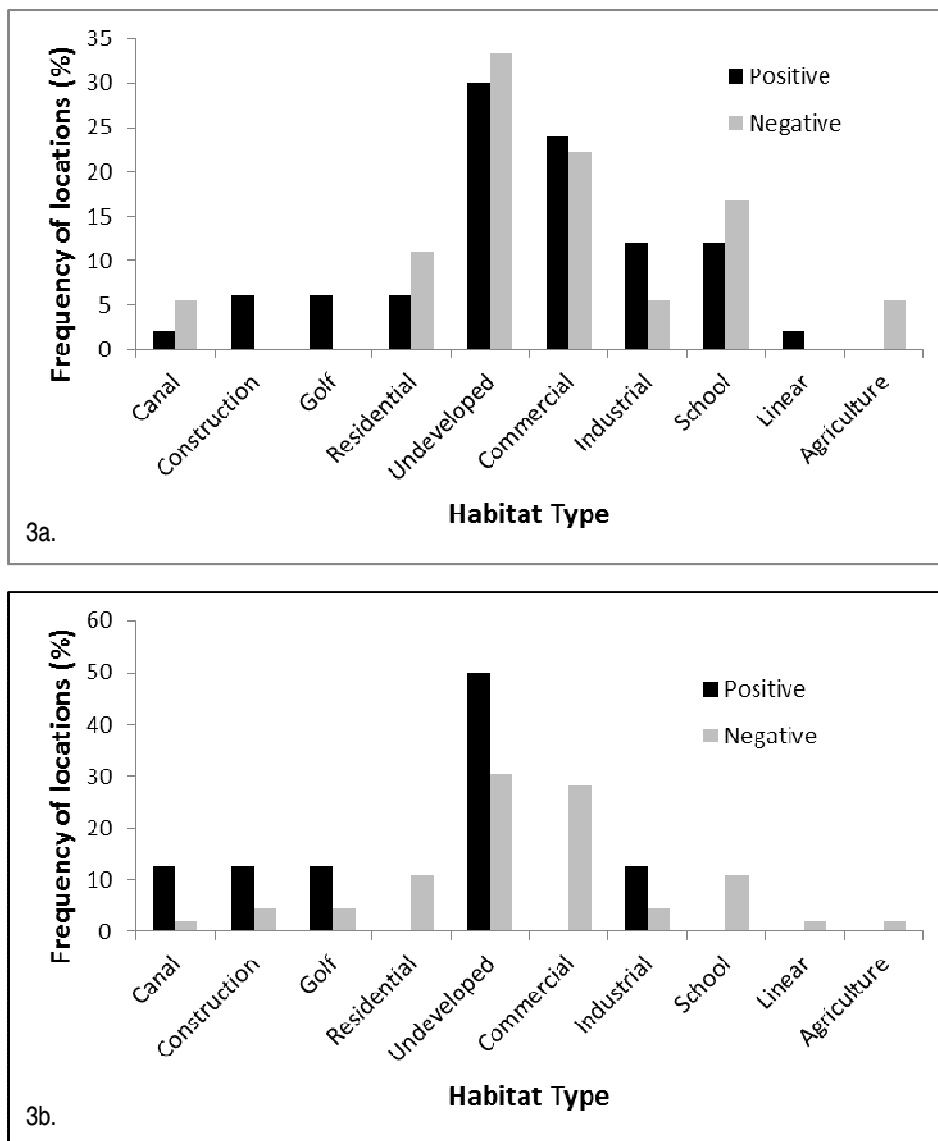 Frequency of locations (%)
35
30
25
20
15
10
5
0
Positive
Negative
Canal
Construction
Golf
Residential
Undeveloped
Commercial
Industrial
School
Linear
Agriculture
Habitat Type
3a.
Frequency of locations (%)
60
50
40
30
20
10
0
Positive
Negative
Canal
Construction
Golf
Residential
Undeveloped
Commercial
Industrial
School
Linear
Agriculture
Habitat Type
3b.